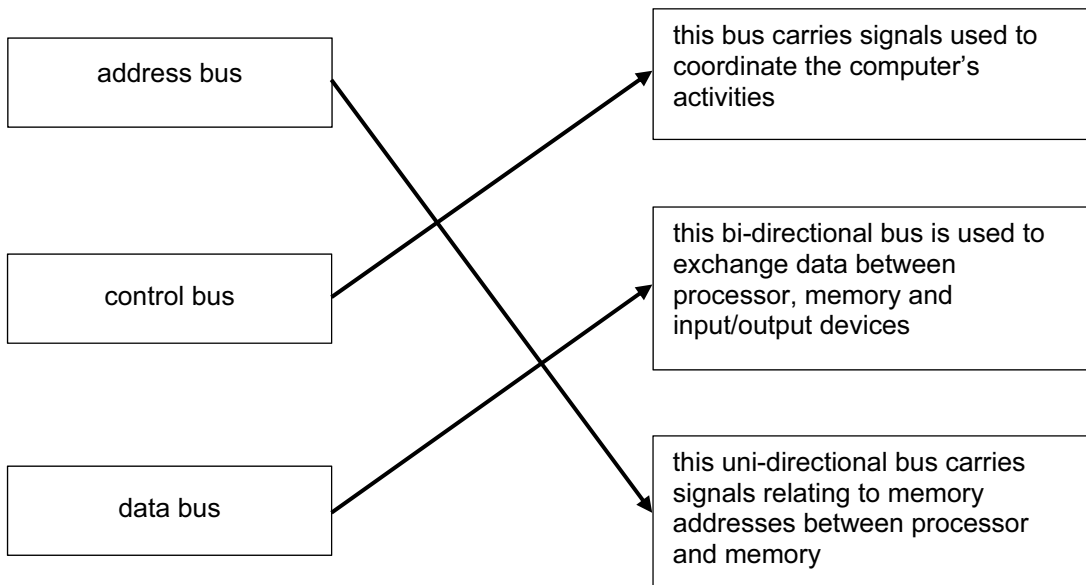 address bus
control bus
data bus
this bus carries signals used to
coordinate the computer’s
activities
this bi-directional bus is used to
exchange data between
processor, memory and
input/output devices
this uni-directional bus carries
signals relating to memory
addresses between processor
and memory